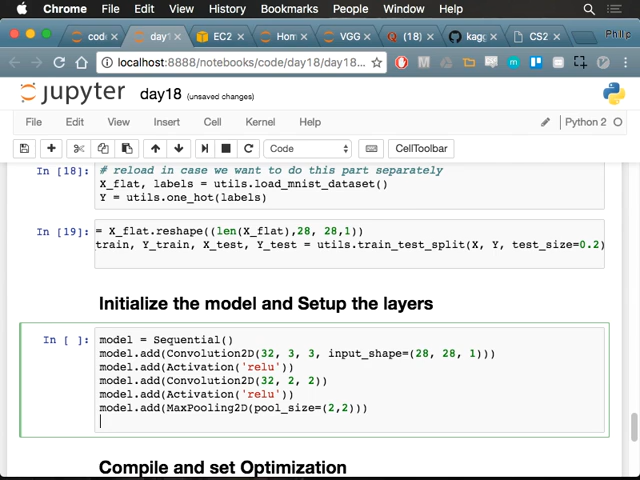 Chrome File Edit View History Bookmarks People Window Help
code day1 EC2 Hom VGG (18) kagg CS2 Philp
localhost:8888/notebooks/code/day18/day18...
jupyter day18 (unsaved changes)
File Edit View Insert Cell Kernel Help Python 2
Code CellToolbar
In [18]: # reload in case we want to do this part separately
X_flat, labels = utils.load_mnist_dataset()
Y = utils.one_hot(labels)
In [19]: = X_flat.reshape((len(X_flat),28, 28,1))
train, Y_train, X_test, Y_test = utils.train_test_split(X, Y, test_size=0.2)
Initialize the model and Setup the layers
In [ ]: model = Sequential()
model.add(Convolution2D(32, 3, 3, input_shape=(28, 28, 1)))
model.add(Activation('relu'))
model.add(Convolution2D(32, 2, 2))
model.add(Activation('relu'))
model.add(MaxPooling2D(pool_size=(2,2)))
Compile and set Optimization